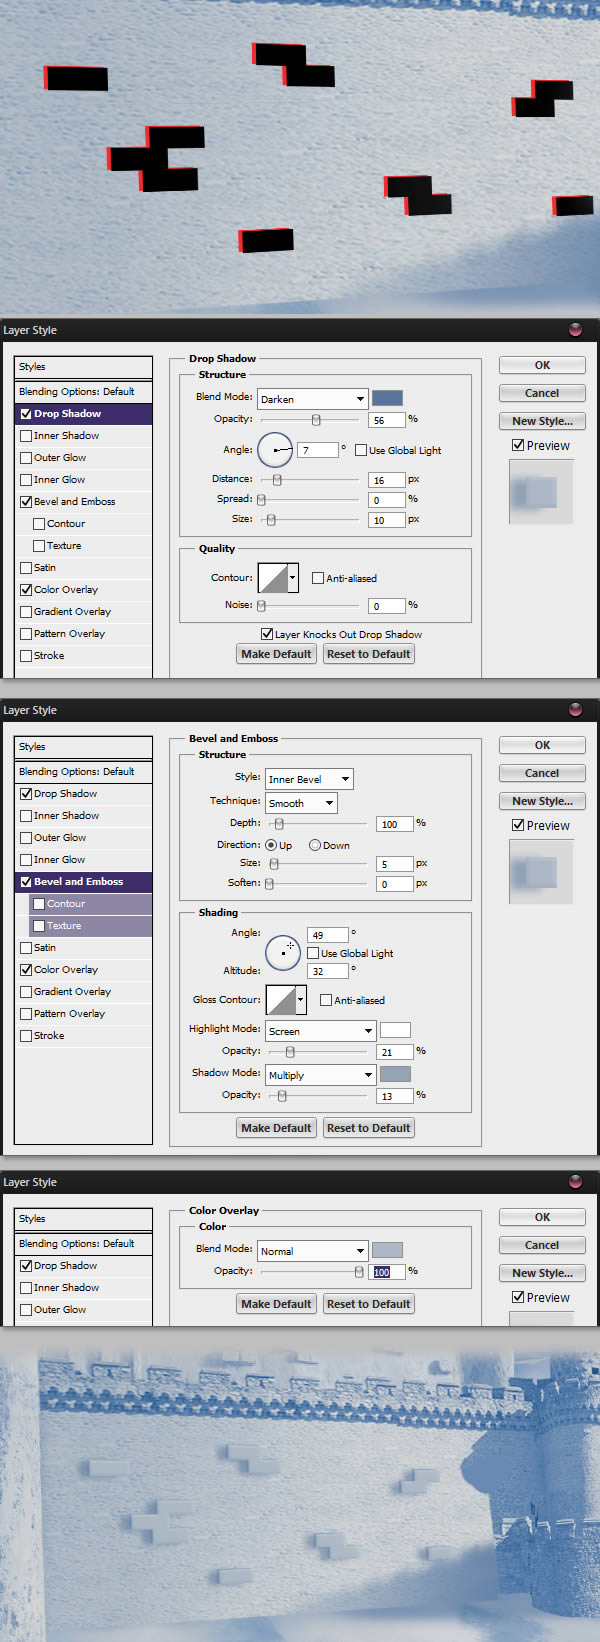 Layer Style
Styles
Blending Options: Default
Drop Shadow
Inner Shadow
Outer Glow
Inner Glow
Bevel and Emboss
Contour
Texture
Satin
Color Overlay
Gradient Overlay
Pattern Overlay
Stroke
Drop Shadow
Structure
Blend Mode: Darken
Opacity: 56 %
Angle: 7 ° Use Global Light
Distance: 16 px
Spread: 0 %
Size: 10 px
Quality
Contour: Anti-aliased
Noise: 0 %
Layer Knocks Out Drop Shadow
Make Default Reset to Default
OK
Cancel
New Style...
Preview
Layer Style
Styles
Blending Options: Default
Drop Shadow
Inner Shadow
Outer Glow
Inner Glow
Bevel and Emboss
Contour
Texture
Satin
Color Overlay
Gradient Overlay
Pattern Overlay
Stroke
Bevel and Emboss
Structure
Style: Inner Bevel
Technique: Smooth
Depth: 100 %
Direction: Up Down
Size: 5 px
Soften: 0 px
Shading
Angle: 49 °
Use Global Light
Altitude: 32 °
Gloss Contour: Anti-aliased
Highlight Mode: Screen
Opacity: 21 %
Shadow Mode: Multiply
Opacity: 13 %
Make Default Reset to Default
OK
Cancel
New Style...
Preview
Layer Style
Styles
Blending Options: Default
Drop Shadow
Inner Shadow
Outer Glow
Color Overlay
Color
Blend Mode: Normal
Opacity: 100 %
Make Default Reset to Default
OK
Cancel
New Style...
Preview